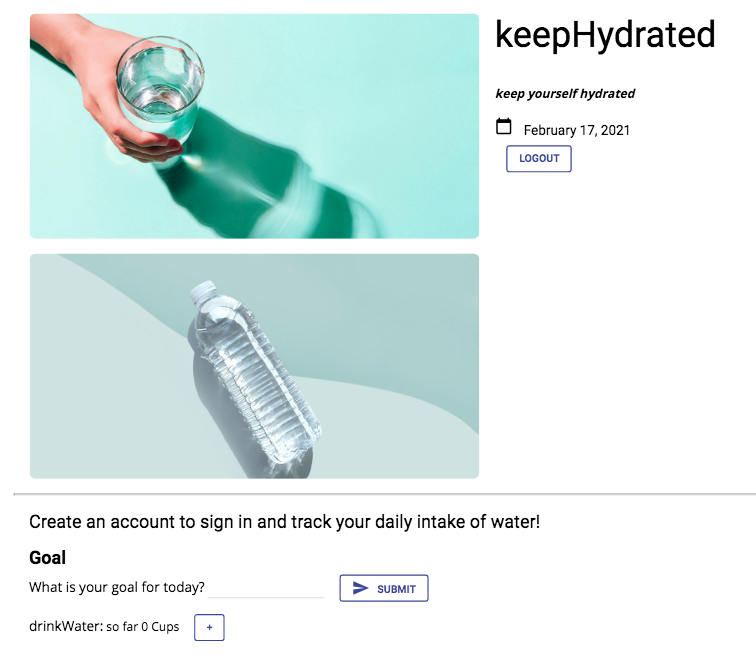 keepHydrated
keep yourself hydrated
February 17, 2021
LOGOUT
Create an account to sign in and track your daily intake of water!
Goal
What is your goal for today? SUBMIT
drinkWater: so far 0 Cups +